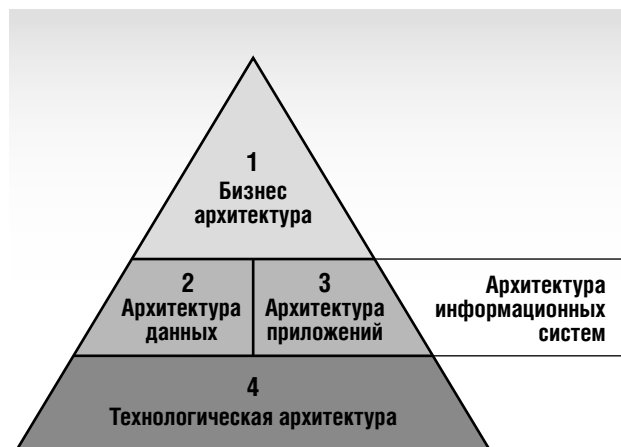 1
Бизнес
архитектура
2
Архитектура
данных
3
Архитектура
приложений
Архитектура
информационных
систем
4
Технологическая архитектура